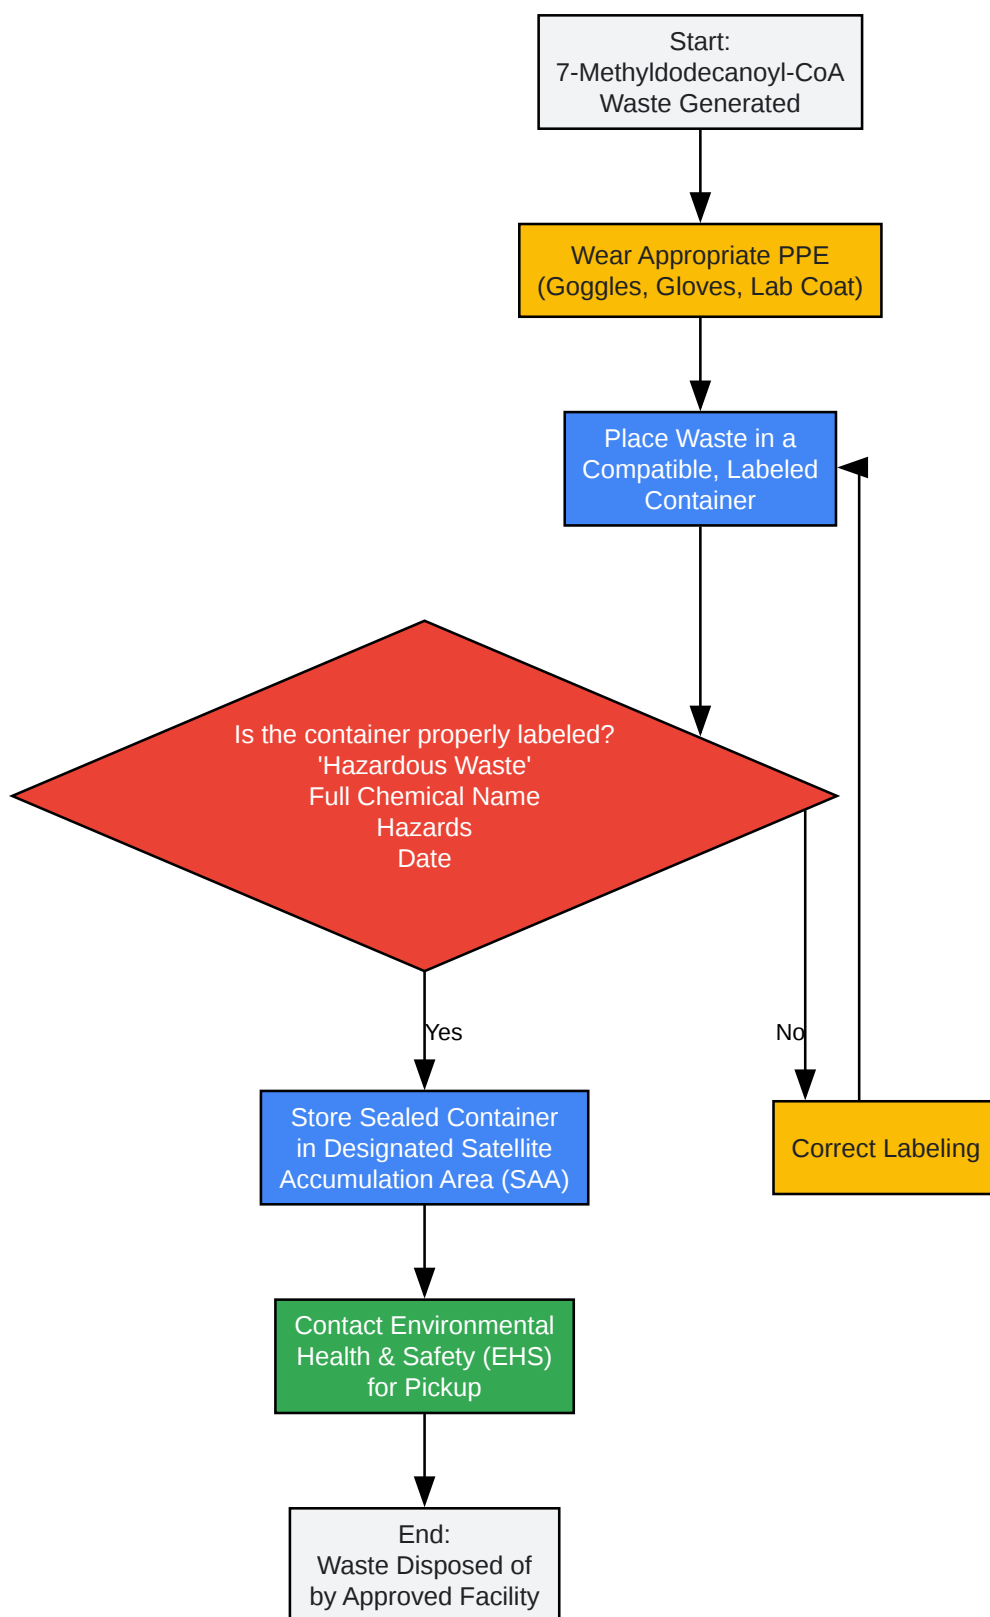 Start:
7-Methyldodecanoyl-CoA
Waste Generated
Wear Appropriate PPE
(Goggles, Gloves, Lab Coat)
Place Waste in a
Compatible, Labeled
Container
Is the container properly labeled?
'Hazardous Waste'
Full Chemical Name
Hazards
Date
Yes
No
Store Sealed Container
in Designated Satellite
Accumulation Area (SAA)
Correct Labeling
Contact Environmental
Health & Safety (EHS)
for Pickup
End:
Waste Disposed of
by Approved Facility